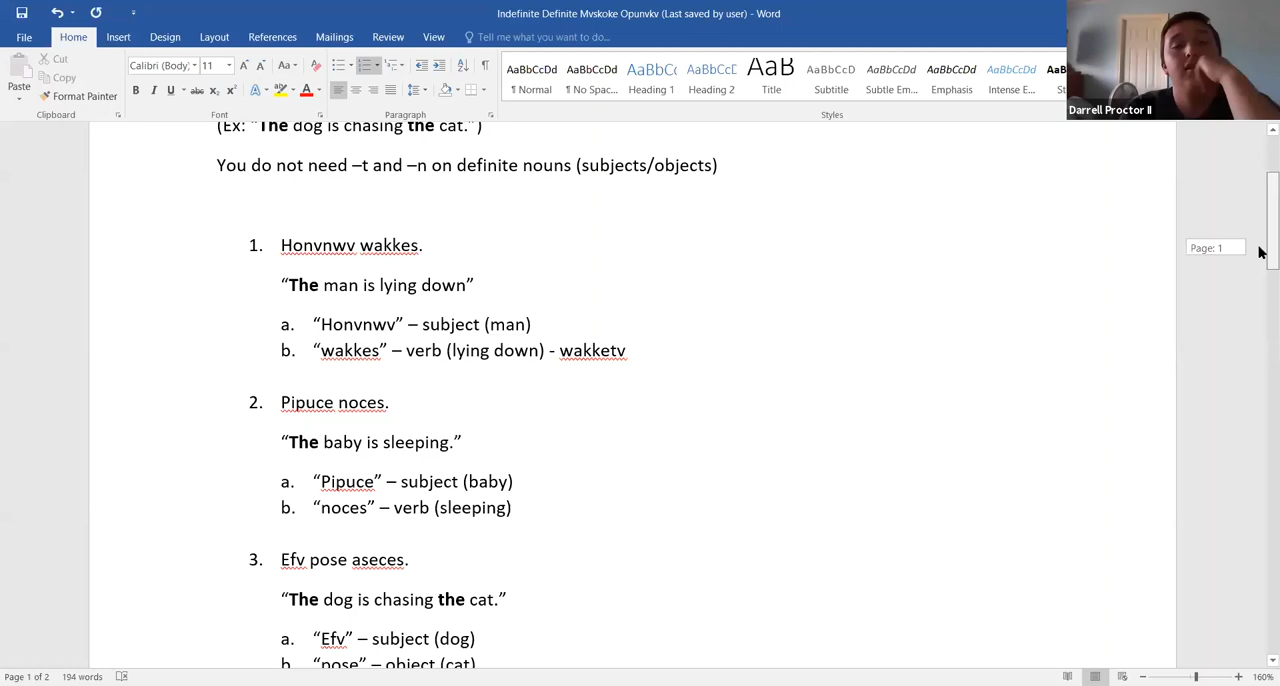 Indefinite Definite Mvskoke Opunvkv (Last saved by user) - Word
File Home Insert Design Layout References Mailings Review View Tell me what you want to do...
Paste Cut Copy Format Painter
Calibri (Body) 11
Clipboard Font Paragraph Styles
AaBbCcDd AaBbCcDd AaBbCc AaBbCcD AaB AaBbCcDd AaBbCcDd AaBbCcDd AaBbCcDd
¶ Normal ¶ No Spac... Heading 1 Heading 2 Title Subtitle Subtle Em... Emphasis Intense E...
Darrell Proctor II
(Ex: “The dog is chasing the cat.”)
You do not need –t and –n on definite nouns (subjects/objects)
1. Honvnwv wakkes.
Page: 1
“The man is lying down”
a. “Honvnwv” – subject (man)
b. “wakkes” – verb (lying down) - wakketv
2. Pipuce noces.
“The baby is sleeping.”
a. “Pipuce” – subject (baby)
b. “noces” – verb (sleeping)
3. Efv pose aseces.
“The dog is chasing the cat.”
a. “Efv” – subject (dog)
b. “pose” – object (cat)
Page 1 of 2 194 words 160%